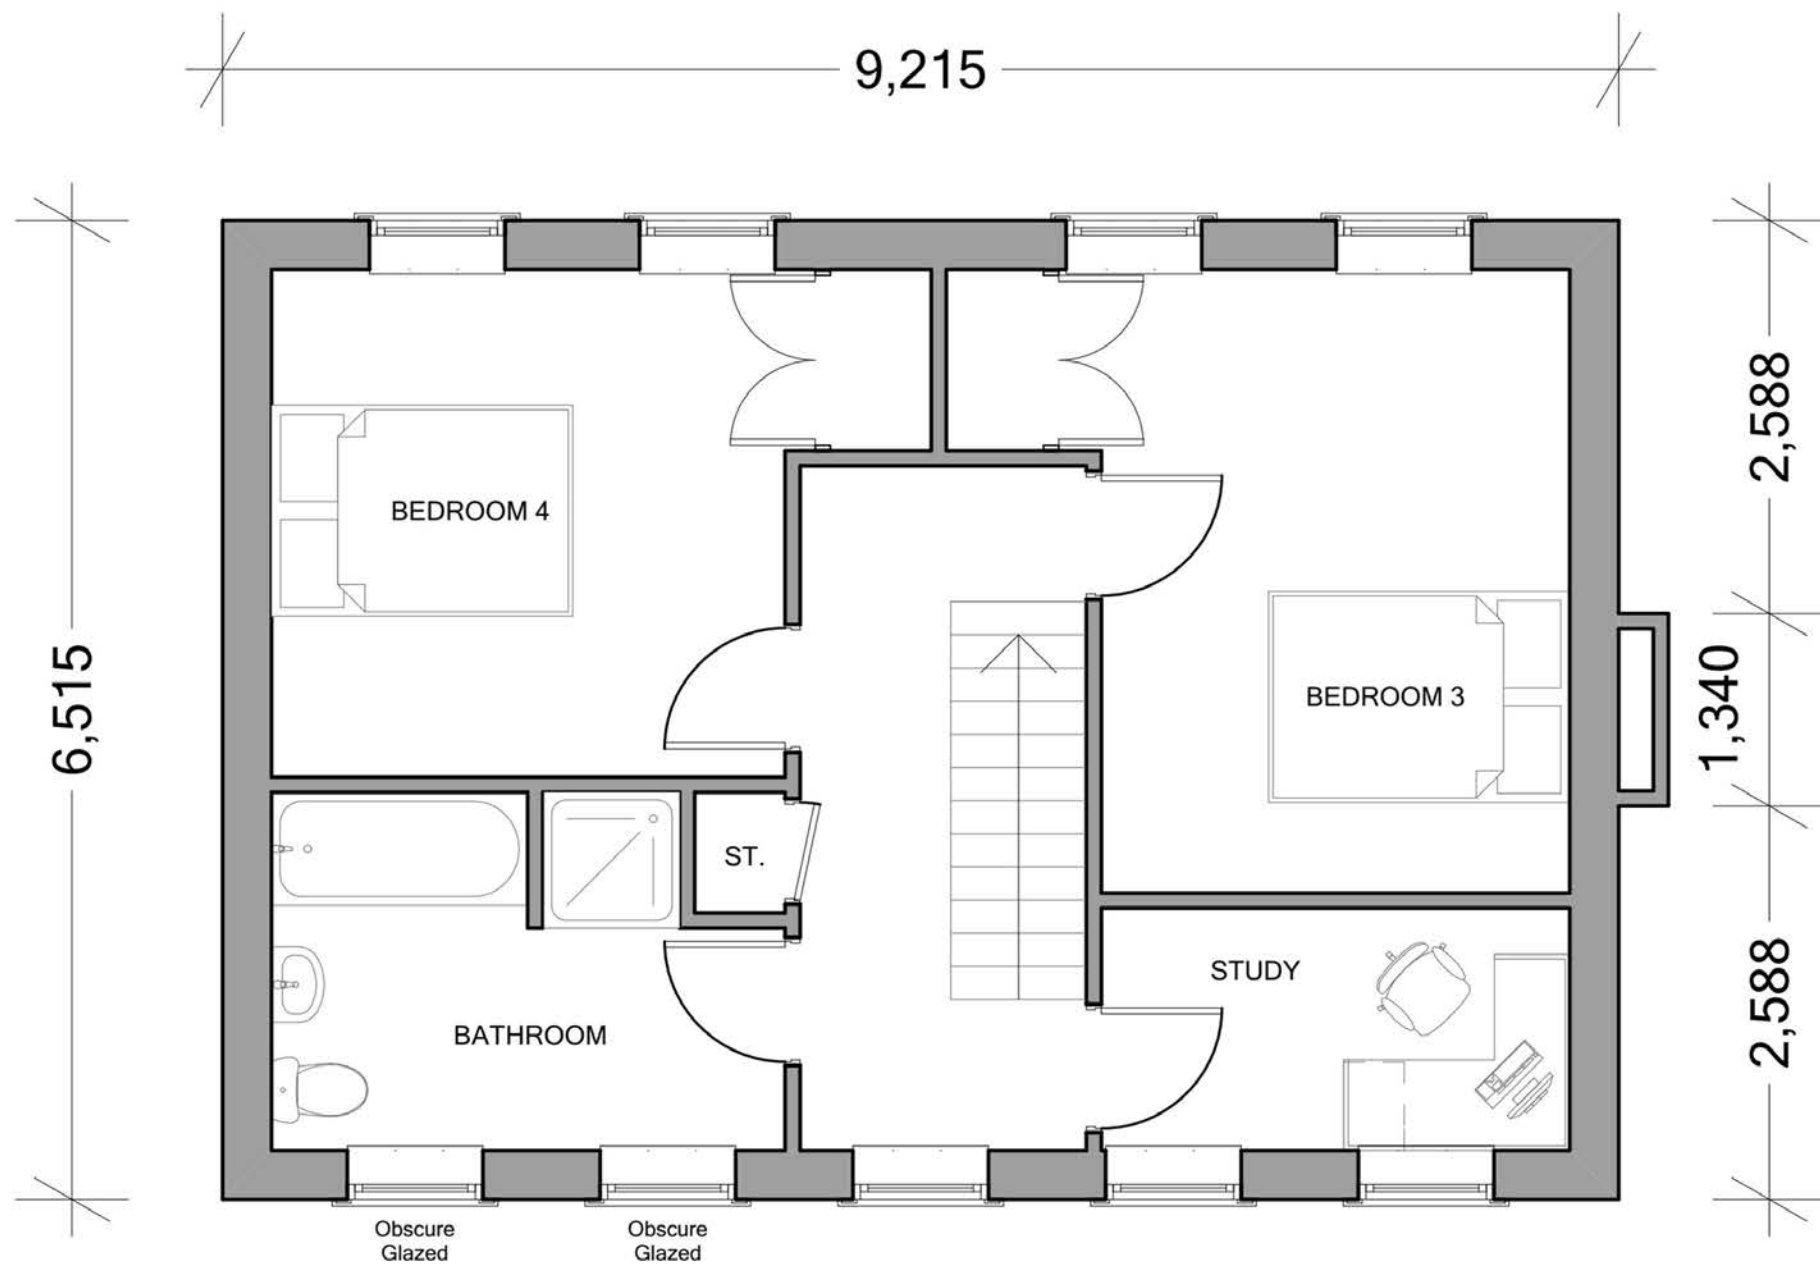 9,215
6,515
2,588
1,340
2,588
BEDROOM 4
BEDROOM 3
ST.
STUDY
BATHROOM
Obscure
Glazed
Obscure
Glazed